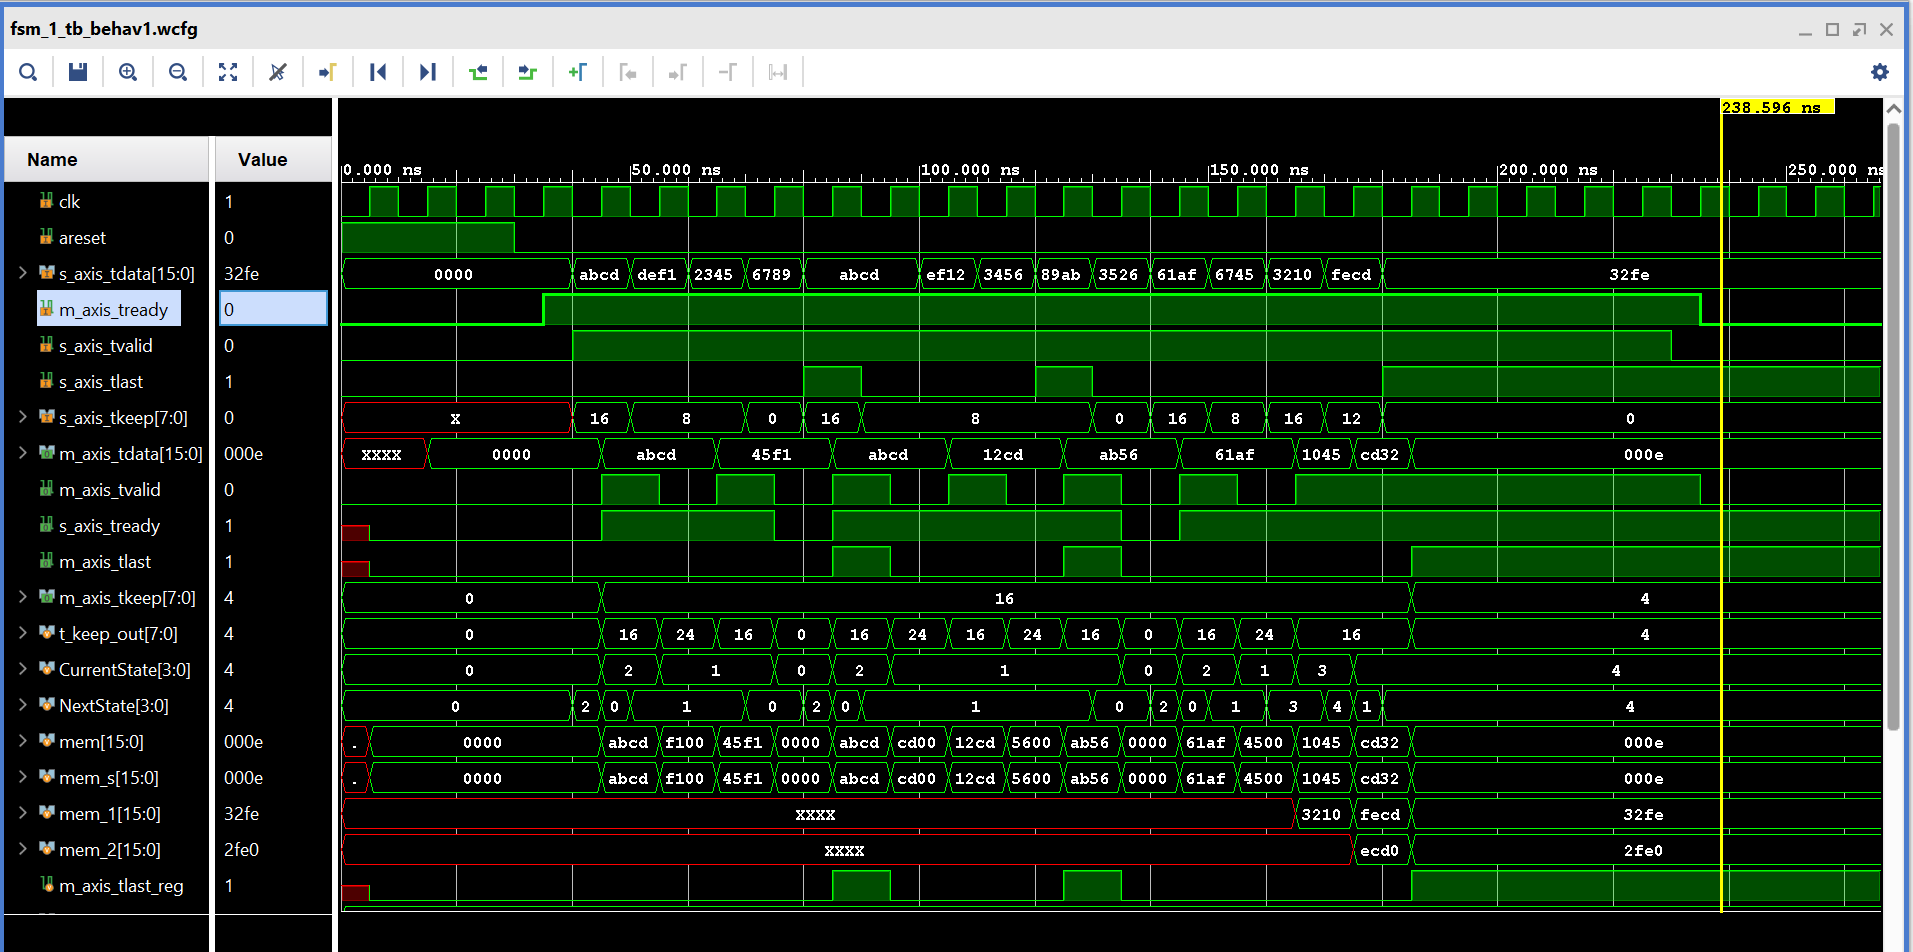 fsm_1_tb_behav1.wcfg
238.596 ns
Name Value
0.000 ns 50.000 ns 100.000 ns 150.000 ns 200.000 ns 250.000 ns
clk 1
areset 0
s_axis_tdata[15:0] 32fe 0000 abcd def1 2345 6789 abcd ef12 3456 89ab 3526 61af 6745 3210 fecd 32fe
m_axis_tready 0
s_axis_tvalid 0
s_axis_tlast 1
s_axis_tkeep[7:0] 0 X 16 8 0 16 8 0 16 8 16 12 0
m_axis_tdata[15:0] 000e XXXX 0000 abcd 45f1 abcd 12cd ab56 61af 1045 cd32 000e
m_axis_tvalid 0
s_axis_tready 1
m_axis_tlast 1
m_axis_tkeep[7:0] 4 0 16 4
t_keep_out[7:0] 4 0 16 24 16 0 16 24 16 24 16 0 16 24 16 4
CurrentState[3:0] 4 0 2 1 0 2 1 0 2 1 3 4
NextState[3:0] 4 0 2 0 1 0 2 0 1 0 2 0 1 3 4 1 4
mem[15:0] 000e . 0000 abcd f100 45f1 0000 abcd cd00 12cd 5600 ab56 0000 61af 4500 1045 cd32 000e
mem_s[15:0] 000e . 0000 abcd f100 45f1 0000 abcd cd00 12cd 5600 ab56 0000 61af 4500 1045 cd32 000e
mem_1[15:0] 32fe XXXX 3210 fecd 32fe
mem_2[15:0] 2fe0 XXXX ecd0 2fe0
m_axis_tlast_reg 1